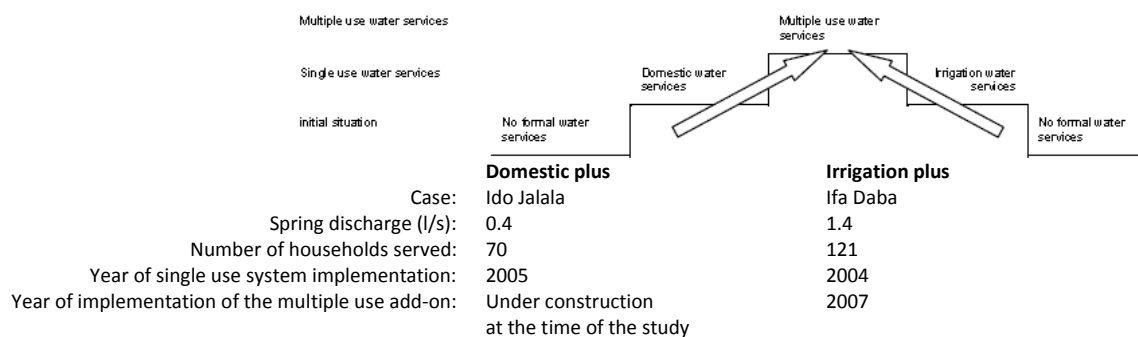 Multiple use water services
Multiple use water
services
Single use water services
Domestic water
services
Irrigation water
services
initial situation
No formal water
services
No formal water
services
Domestic plus Irrigation plus
Case: Ido Jalala Ifa Daba
Spring discharge (l/s): 0.4 1.4
Number of households served: 70 121
Year of single use system implementation: 2005 2004
Year of implementation of the multiple use add-on: Under construction 2007
at the time of the study